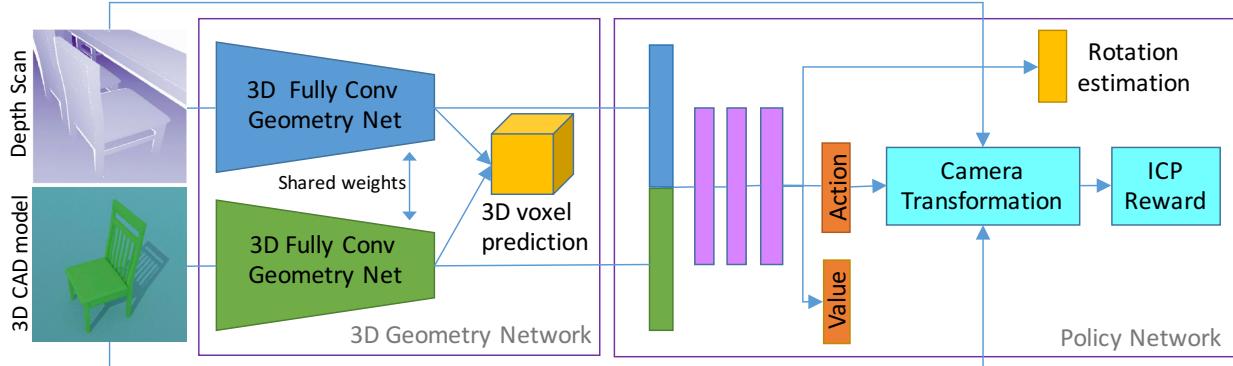 Depth Scan
3D CAD model
3D Fully Conv
Geometry Net
Shared weights
3D Fully Conv
Geometry Net
3D voxel
prediction
3D Geometry Network
Rotation
estimation
Action
Value
Camera
Transformation
ICP
Reward
Policy Network